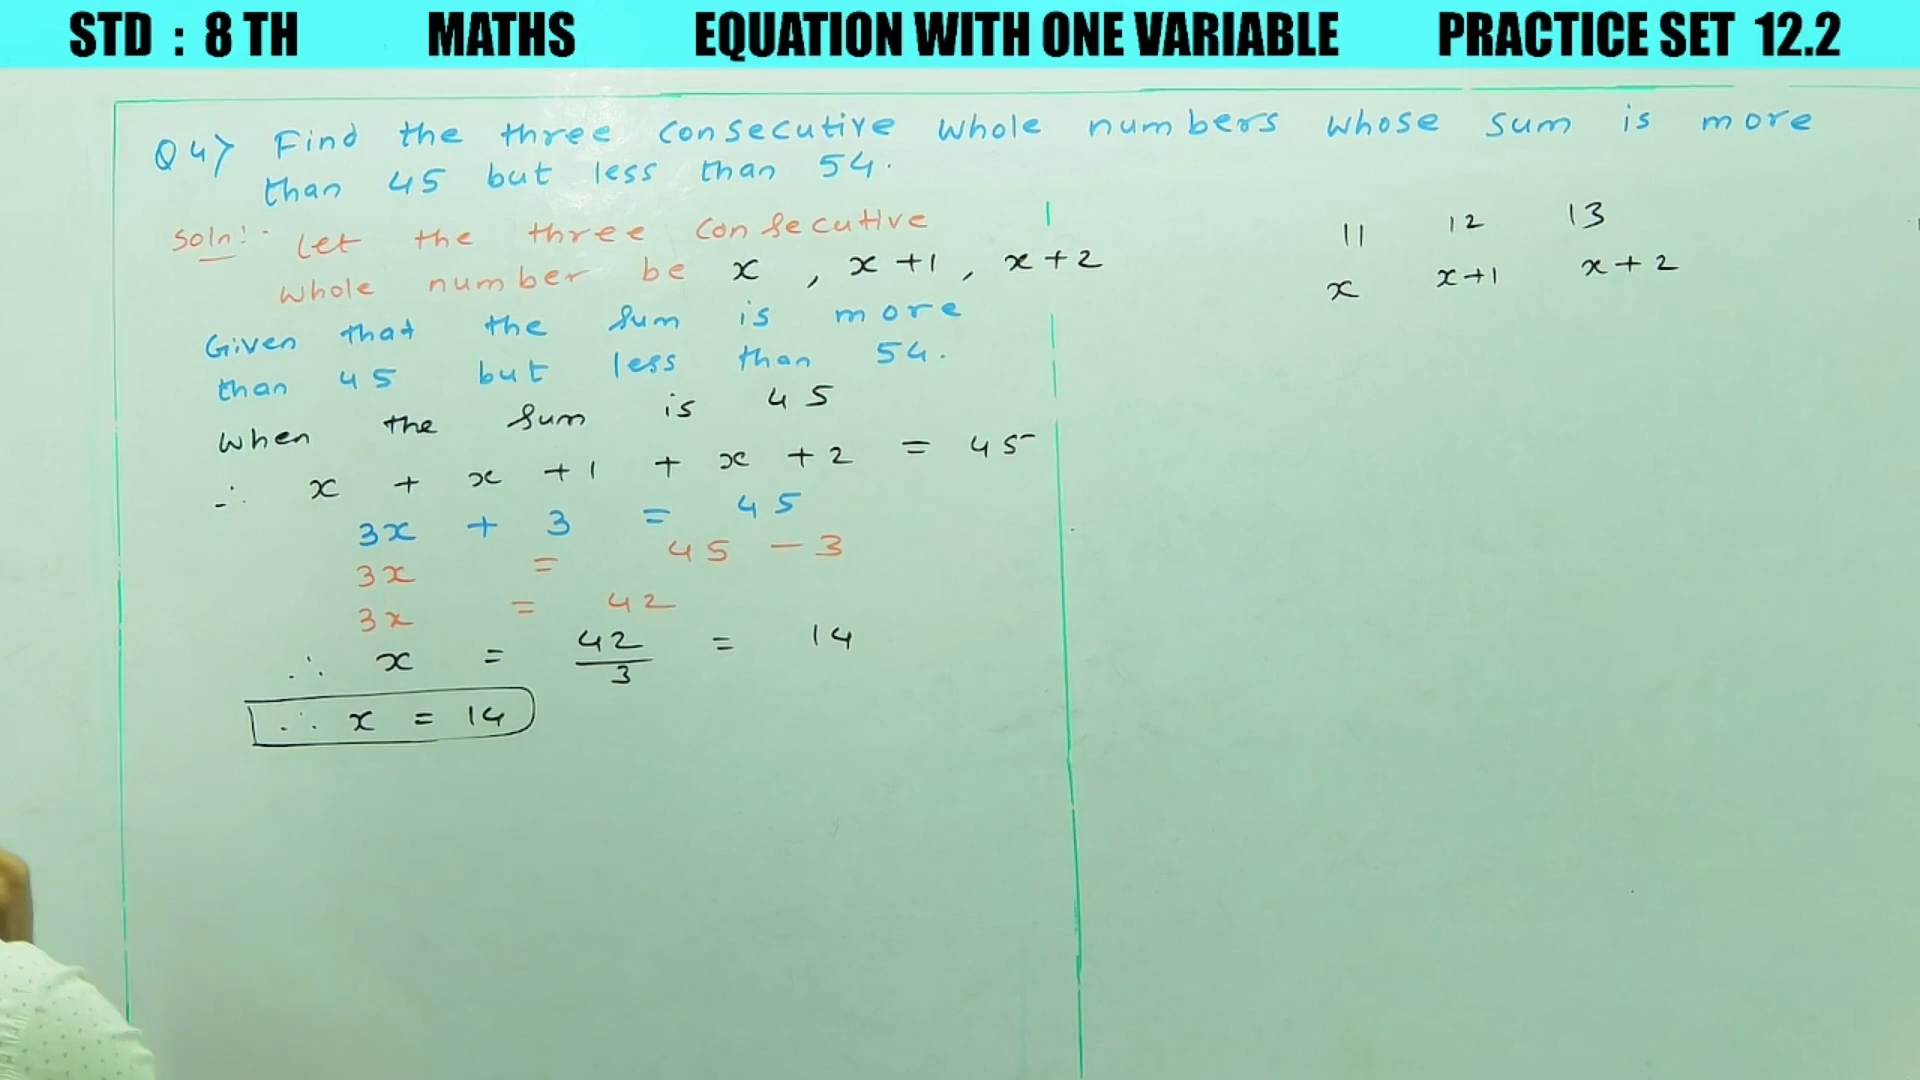 STD : 8 TH MATHS EQUATION WITH ONE VARIABLE PRACTICE SET 12.2
Q4> Find the three consecutive whole numbers whose sum is more
than 45 but less than 54.
Soln:- Let the three consecutive
whole number be x , x+1 , x+2
Given that the sum is more
than 45 but less than 54.
When the sum is 45
∴ x + x + 1 + x + 2 = 45
3x + 3 = 45
3x = 45 - 3
3x = 42
∴ x = 42/3 = 14
∴ x = 14
11 12 13
x x+1 x+2